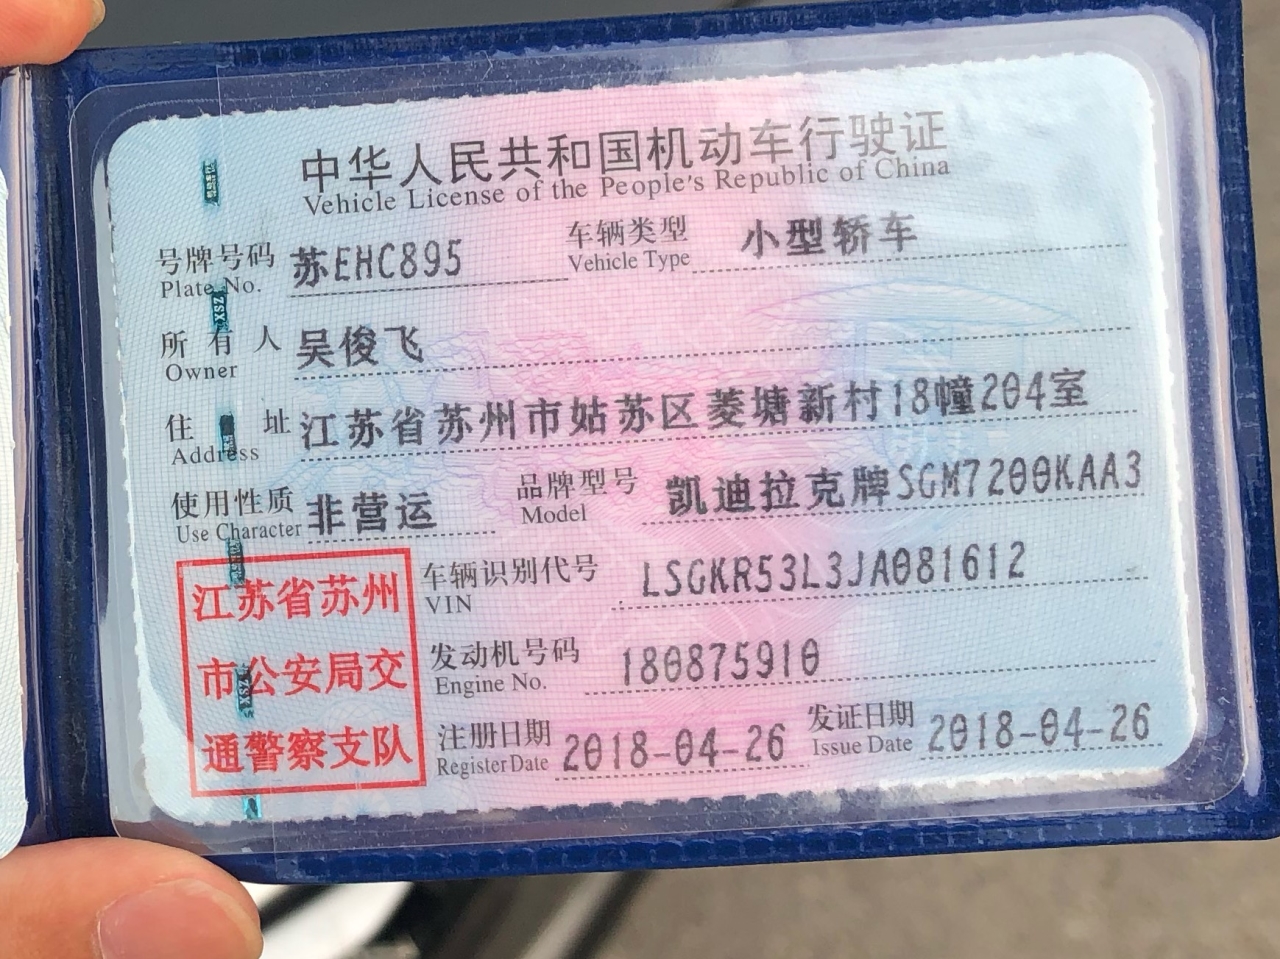 中华人民共和国机动车行驶证
Vehicle License of the People's Republic of China
号牌号码 苏EHC895 车辆类型 小型轿车
Plate No. Vehicle Type
所有人 吴俊飞
Owner
住址 江苏省苏州市姑苏区菱塘新村18幢204室
Address
使用性质 非营运 品牌型号 凯迪拉克牌SGM7200KAA3
Use Character Model
江苏省苏州
市公安局交
通警察支队
车辆识别代号 LSGKR53L3JA081612
VIN
发动机号码 180875910
Engine No.
注册日期 2018-04-26 发证日期 2018-04-26
Register Date Issue Date
XSZ
XSZ